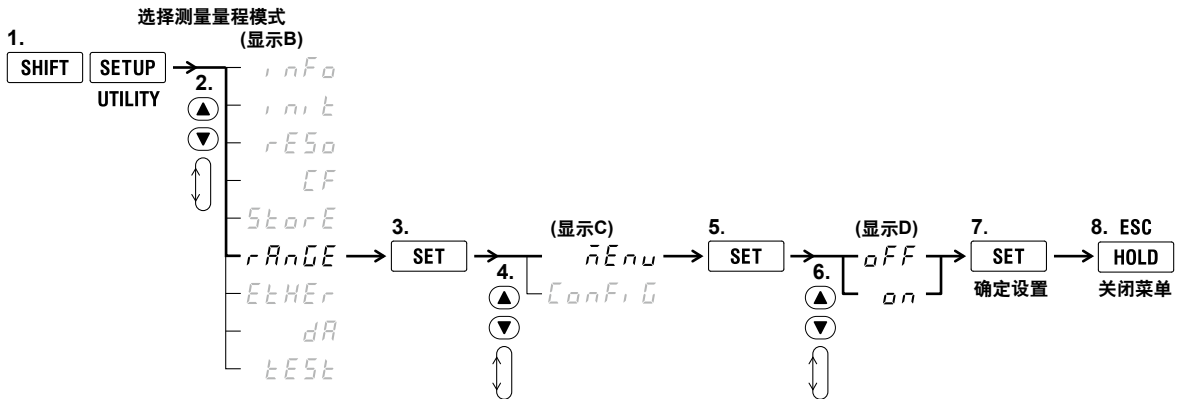 选择测量量程模式
(显示B)
1.
SHIFT SETUP
UTILITY
2.
inFo
init
rESo
CF
StorE
rAnGE
EtHEr
dA
tESt
3.
SET
4.
(显示C)
mEnu
ConFiG
5.
SET
6.
(显示D)
oFF
on
7.
SET
确定设置
8. ESC
HOLD
关闭菜单